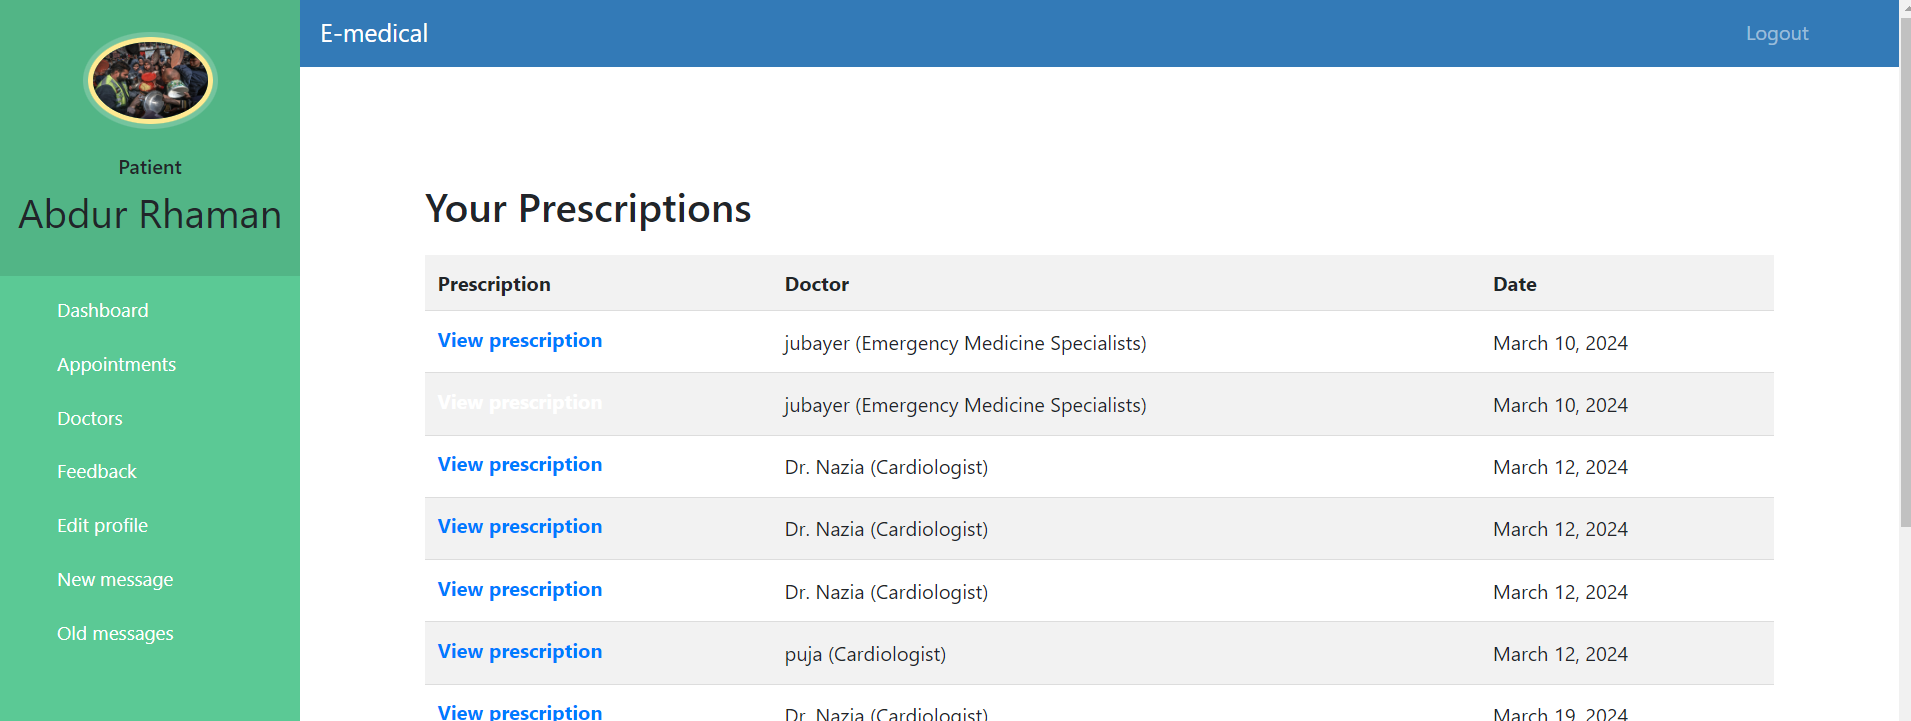 E-medical
Logout
Patient
Abdur Rhaman
Dashboard
Appointments
Doctors
Feedback
Edit profile
New message
Old messages
Your Prescriptions
Prescription Doctor Date
View prescription jubayer (Emergency Medicine Specialists) March 10, 2024
View prescription jubayer (Emergency Medicine Specialists) March 10, 2024
View prescription Dr. Nazia (Cardiologist) March 12, 2024
View prescription Dr. Nazia (Cardiologist) March 12, 2024
View prescription Dr. Nazia (Cardiologist) March 12, 2024
View prescription puja (Cardiologist) March 12, 2024
View prescription Dr. Nazia (Cardiologist) March 19, 2024